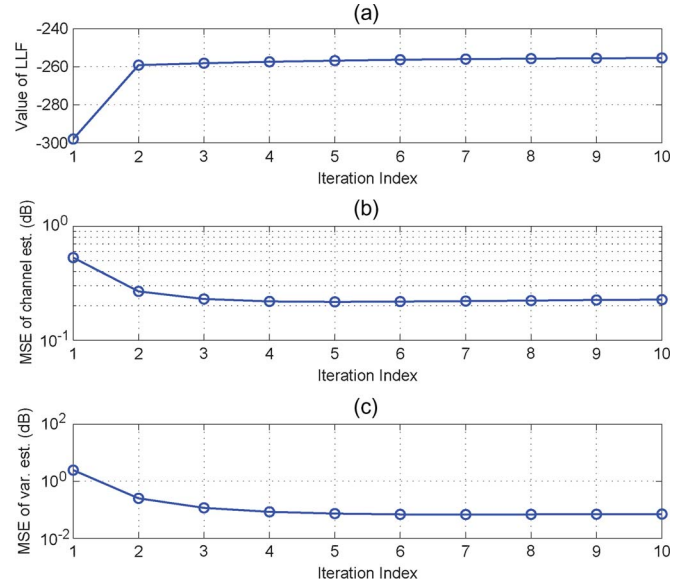 (a)
Value of LLF
-240
-260
-280
-300
1 2 3 4 5 6 7 8 9 10
Iteration Index
(b)
MSE of channel est. (dB)
10^0
10^-1
1 2 3 4 5 6 7 8 9 10
Iteration Index
(c)
MSE of var. est. (dB)
10^2
10^0
10^-2
1 2 3 4 5 6 7 8 9 10
Iteration Index